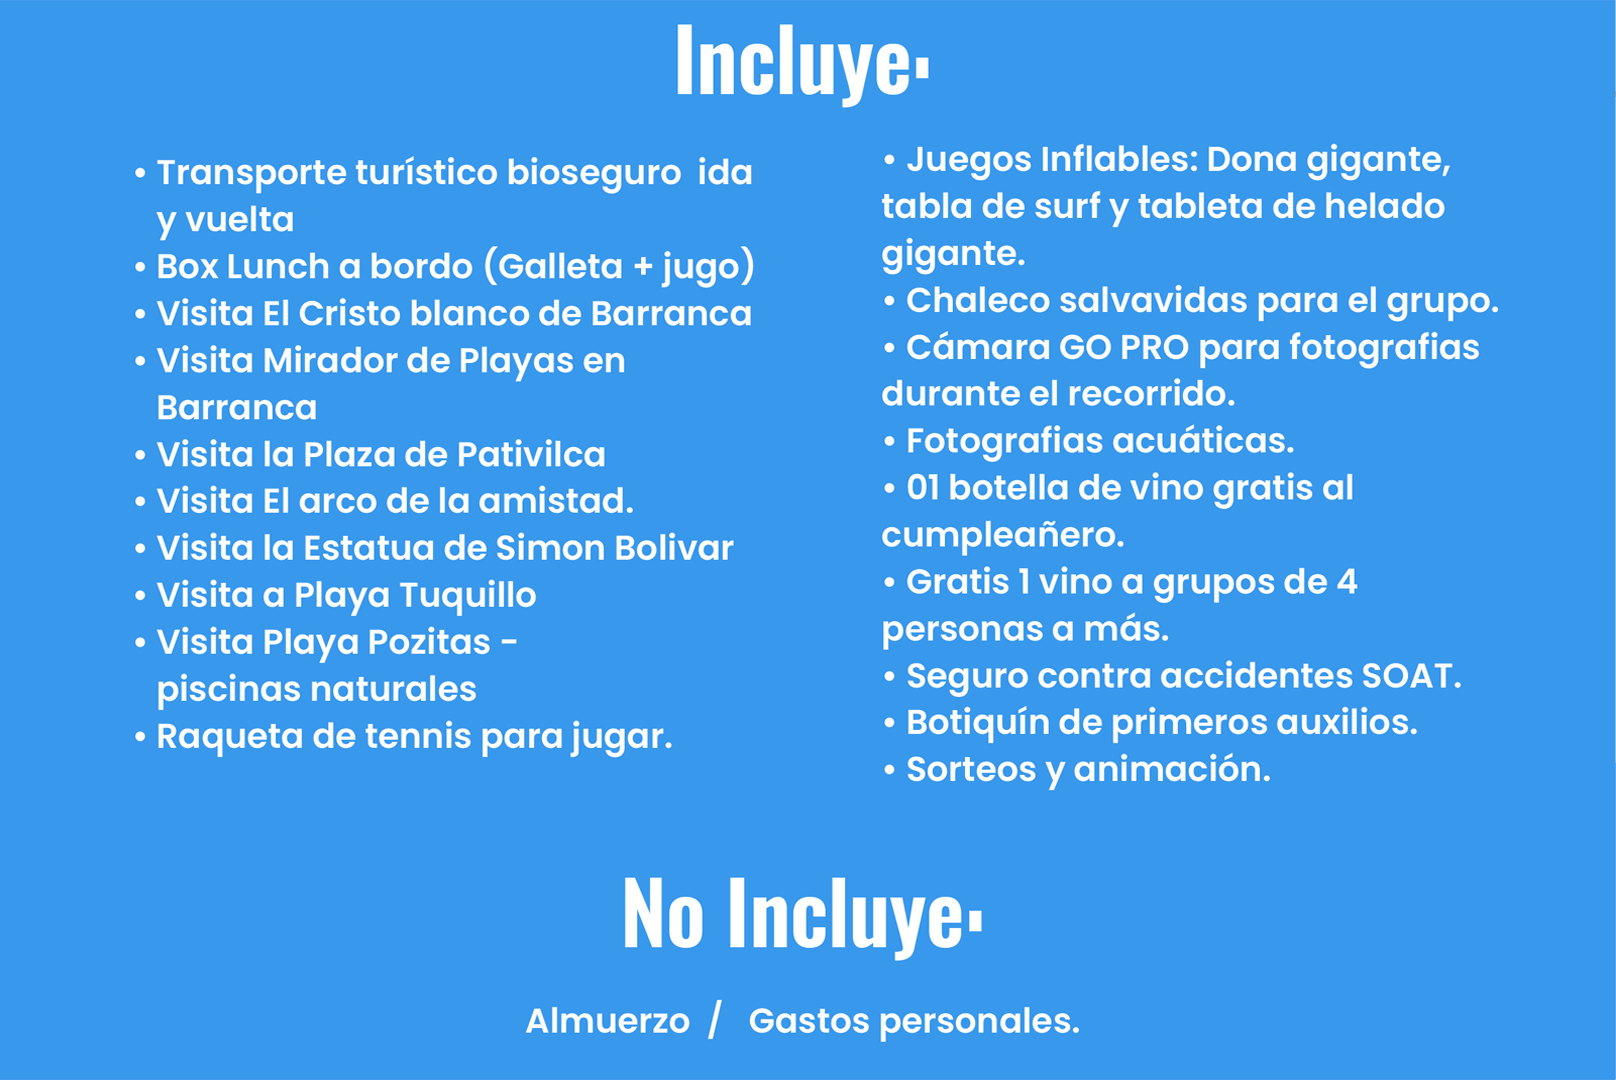 Incluye:
• Transporte turístico bioseguro  ida
y vuelta
• Box Lunch a bordo (Galleta + jugo)
• Visita El Cristo blanco de Barranca
• Visita Mirador de Playas en
Barranca
• Visita la Plaza de Pativilca
• Visita El arco de la amistad.
• Visita la Estatua de Simon Bolivar
• Visita a Playa Tuquillo
• Visita Playa Pozitas -
piscinas naturales
• Raqueta de tennis para jugar.
• Juegos Inflables: Dona gigante,
tabla de surf y tableta de helado
gigante.
• Chaleco salvavidas para el grupo.
• Cámara GO PRO para fotografias
durante el recorrido.
• Fotografias acuáticas.
• 01 botella de vino gratis al
cumpleañero.
• Gratis 1 vino a grupos de 4
personas a más.
• Seguro contra accidentes SOAT.
• Botiquín de primeros auxilios.
• Sorteos y animación.
No Incluye:
Almuerzo / Gastos personales.